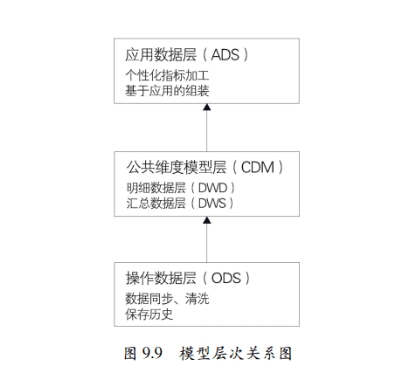 应用数据层（ADS）
个性化指标加工
基于应用的组装
公共维度模型层（CDM）
明细数据层（DWD）
汇总数据层（DWS）
操作数据层（ODS）
数据同步、清洗
保存历史
图 9.9 模型层次关系图